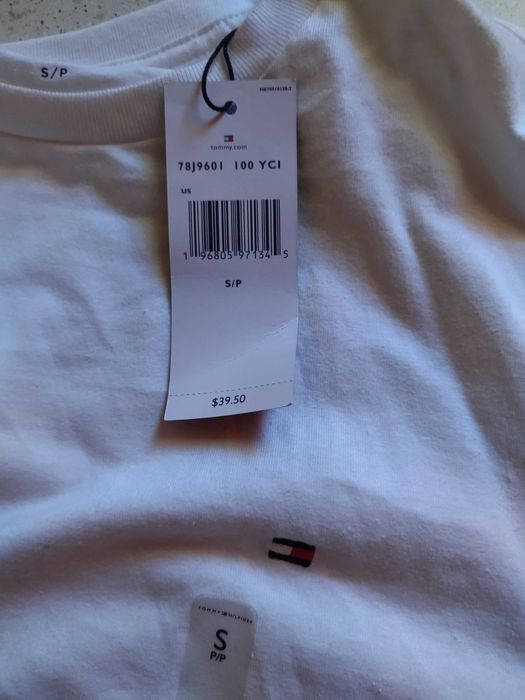 S/P
tommy.com
78J9601 100 YCI
US
1 96805 97134 5
S/P
$39.50
TOMMY HILFIGER
S
P/P